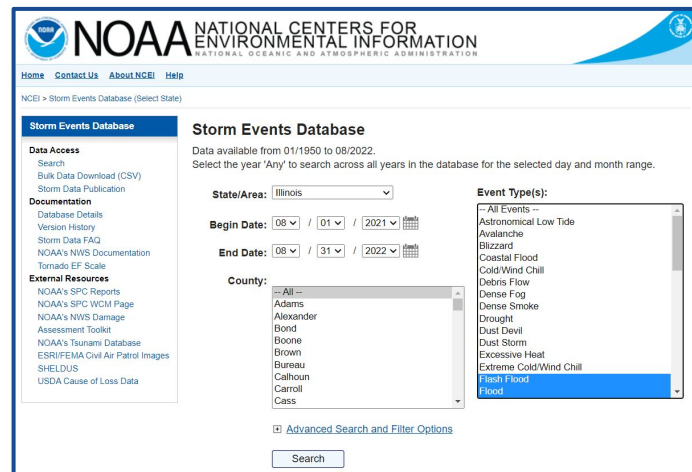 NOAA
NOAA NATIONAL CENTERS FOR
ENVIRONMENTAL INFORMATION
NATIONAL OCEANIC AND ATMOSPHERIC ADMINISTRATION
Home Contact Us About NCEI Help
NCEI > Storm Events Database (Select State)
Storm Events Database
Data Access
Search
Bulk Data Download (CSV)
Storm Data Publication
Documentation
Database Details
Version History
Storm Data FAQ
NOAA's NWS Documentation
Tornado EF Scale
External Resources
NOAA's SPC Reports
NOAA's SPC WCM Page
NOAA's NWS Damage
Assessment Toolkit
NOAA's Tsunami Database
ESRI/FEMA Civil Air Patrol Images
SHELDUS
USDA Cause of Loss Data
Storm Events Database
Data available from 01/1950 to 08/2022.
Select the year 'Any' to search across all years in the database for the selected day and month range.
State/Area: Illinois
Begin Date: 08 / 01 / 2021
End Date: 08 / 31 / 2022
County:
-- All --
Adams
Alexander
Bond
Boone
Brown
Bureau
Calhoun
Carroll
Cass
Event Type(s):
-- All Events --
Astronomical Low Tide
Avalanche
Blizzard
Coastal Flood
Cold/Wind Chill
Debris Flow
Dense Fog
Dense Smoke
Drought
Dust Devil
Dust Storm
Excessive Heat
Extreme Cold/Wind Chill
Flash Flood
Flood
Advanced Search and Filter Options
Search